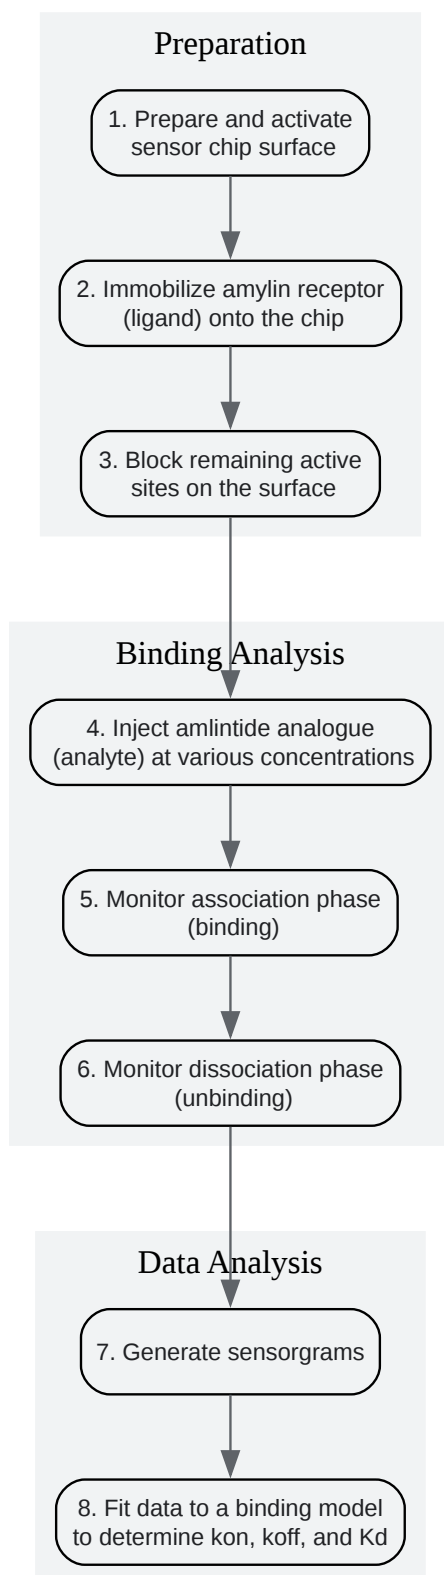 Preparation
1. Prepare and activate
sensor chip surface
2. Immobilize amylin receptor
(ligand) onto the chip
3. Block remaining active
sites on the surface
Binding Analysis
4. Inject amlintide analogue
(analyte) at various concentrations
5. Monitor association phase
(binding)
6. Monitor dissociation phase
(unbinding)
Data Analysis
7. Generate sensorgrams
8. Fit data to a binding model
to determine kon, koff, and Kd